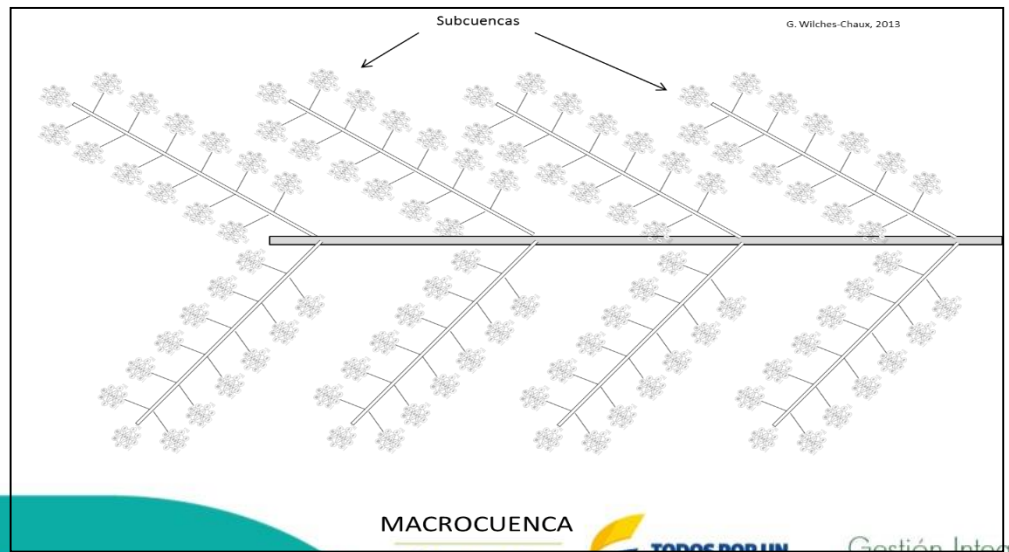 Subcuencas
G. Wilches-Chaux, 2013
MACROCUENCA
TODOS POR UN
Gestión Integ